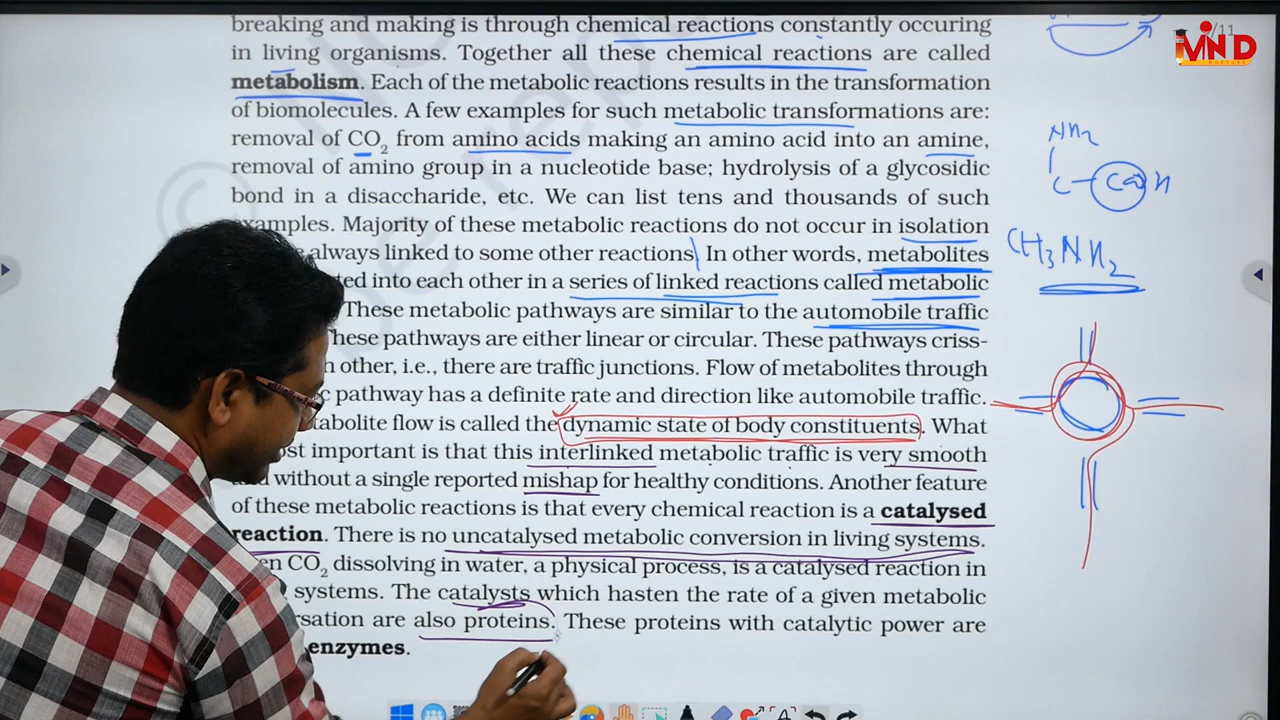 breaking and making is through chemical reactions constantly occuring
in living organisms. Together all these chemical reactions are called
metabolism. Each of the metabolic reactions results in the transformation
of biomolecules. A few examples for such metabolic transformations are:
removal of CO2 from amino acids making an amino acid into an amine,
removal of amino group in a nucleotide base; hydrolysis of a glycosidic
bond in a disaccharide, etc. We can list tens and thousands of such
examples. Majority of these metabolic reactions do not occur in isolation
always linked to some other reactions. In other words, metabolites
ted into each other in a series of linked reactions called metabolic
These metabolic pathways are similar to the automobile traffic
hese pathways are either linear or circular. These pathways criss-
h other, i.e., there are traffic junctions. Flow of metabolites through
c pathway has a definite rate and direction like automobile traffic.
tabolite flow is called the dynamic state of body constituents. What
ost important is that this interlinked metabolic traffic is very smooth
without a single reported mishap for healthy conditions. Another feature
of these metabolic reactions is that every chemical reaction is a catalysed
reaction. There is no uncatalysed metabolic conversion in living systems.
en CO2 dissolving in water, a physical process, is a catalysed reaction in
systems. The catalysts which hasten the rate of a given metabolic
rsation are also proteins. These proteins with catalytic power are
enzymes.
/11
MIND
NH2
C
H
CH3NH2